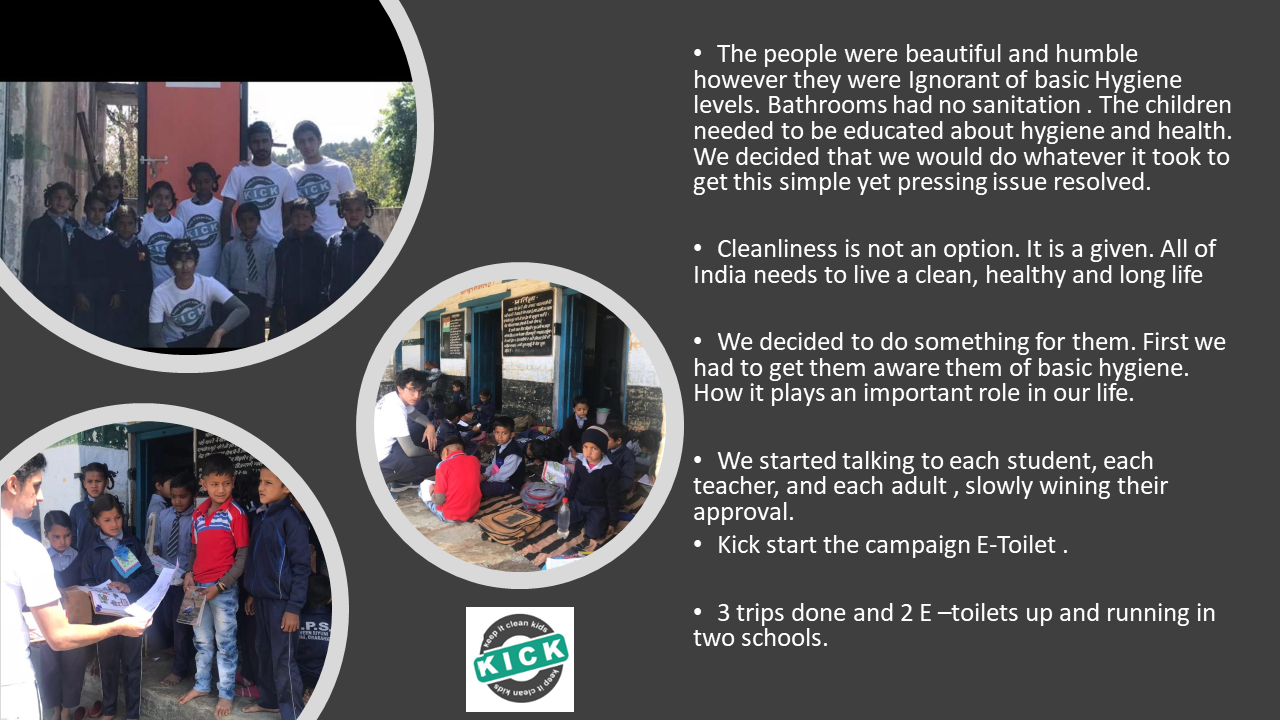 • The people were beautiful and humble
however they were Ignorant of basic Hygiene
levels. Bathrooms had no sanitation . The children
needed to be educated about hygiene and health.
We decided that we would do whatever it took to
get this simple yet pressing issue resolved.
• Cleanliness is not an option. It is a given. All of
India needs to live a clean, healthy and long life
• We decided to do something for them. First we
had to get them aware them of basic hygiene.
How it plays an important role in our life.
• We started talking to each student, each
teacher, and each adult , slowly wining their
approval.
• Kick start the campaign E-Toilet .
• 3 trips done and 2 E –toilets up and running in
two schools.
KICK
KICK
KICK
KICK
KICK
keep it clean kids
KICK
keep it clean kids